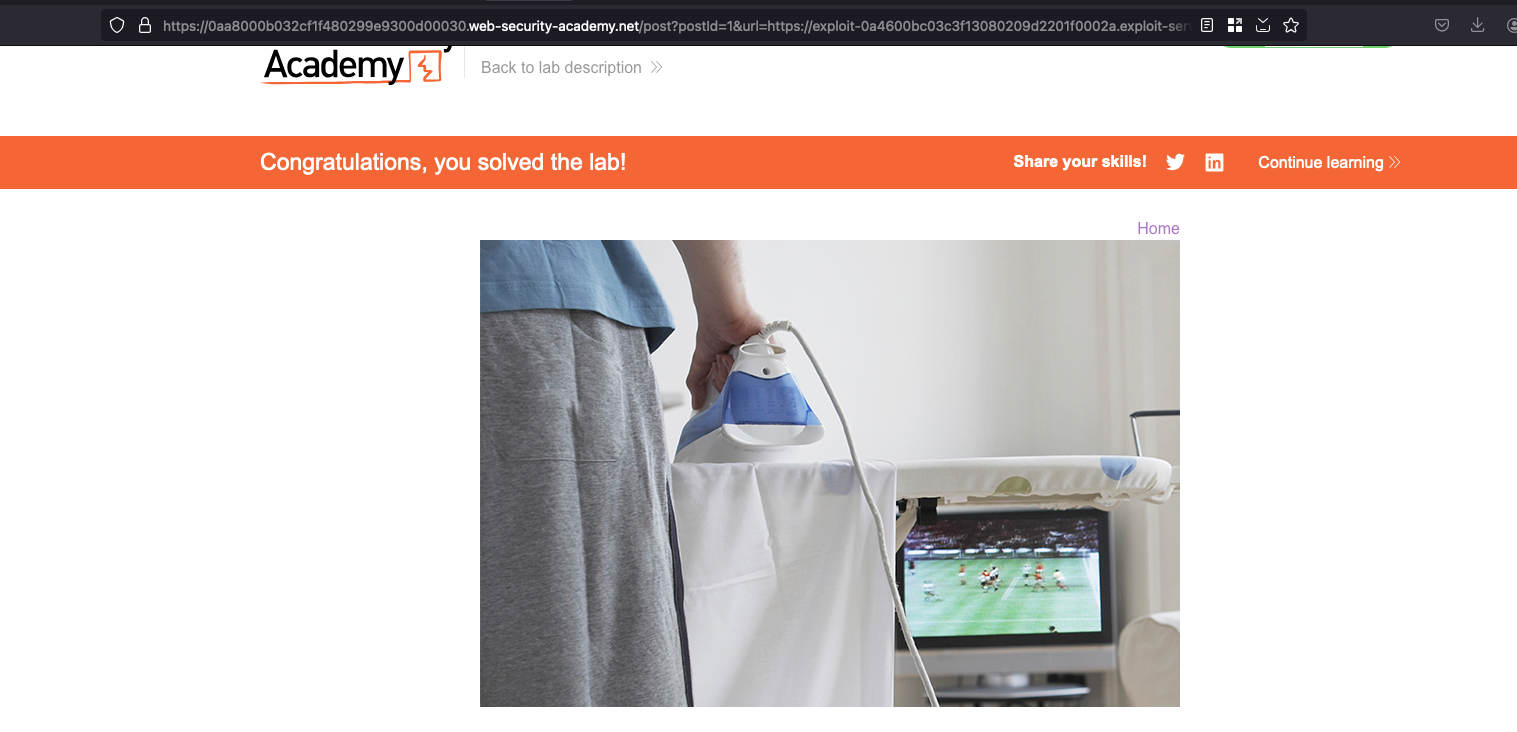 https://0aa8000b032cf1f480299e9300d00030.web-security-academy.net/post?postId=1&url=https://exploit-0a4600bc03c3f13080209d2201f0002a.exploit-ser
Academy
Back to lab description
Congratulations, you solved the lab!
Share your skills!
in
Continue learning
Home